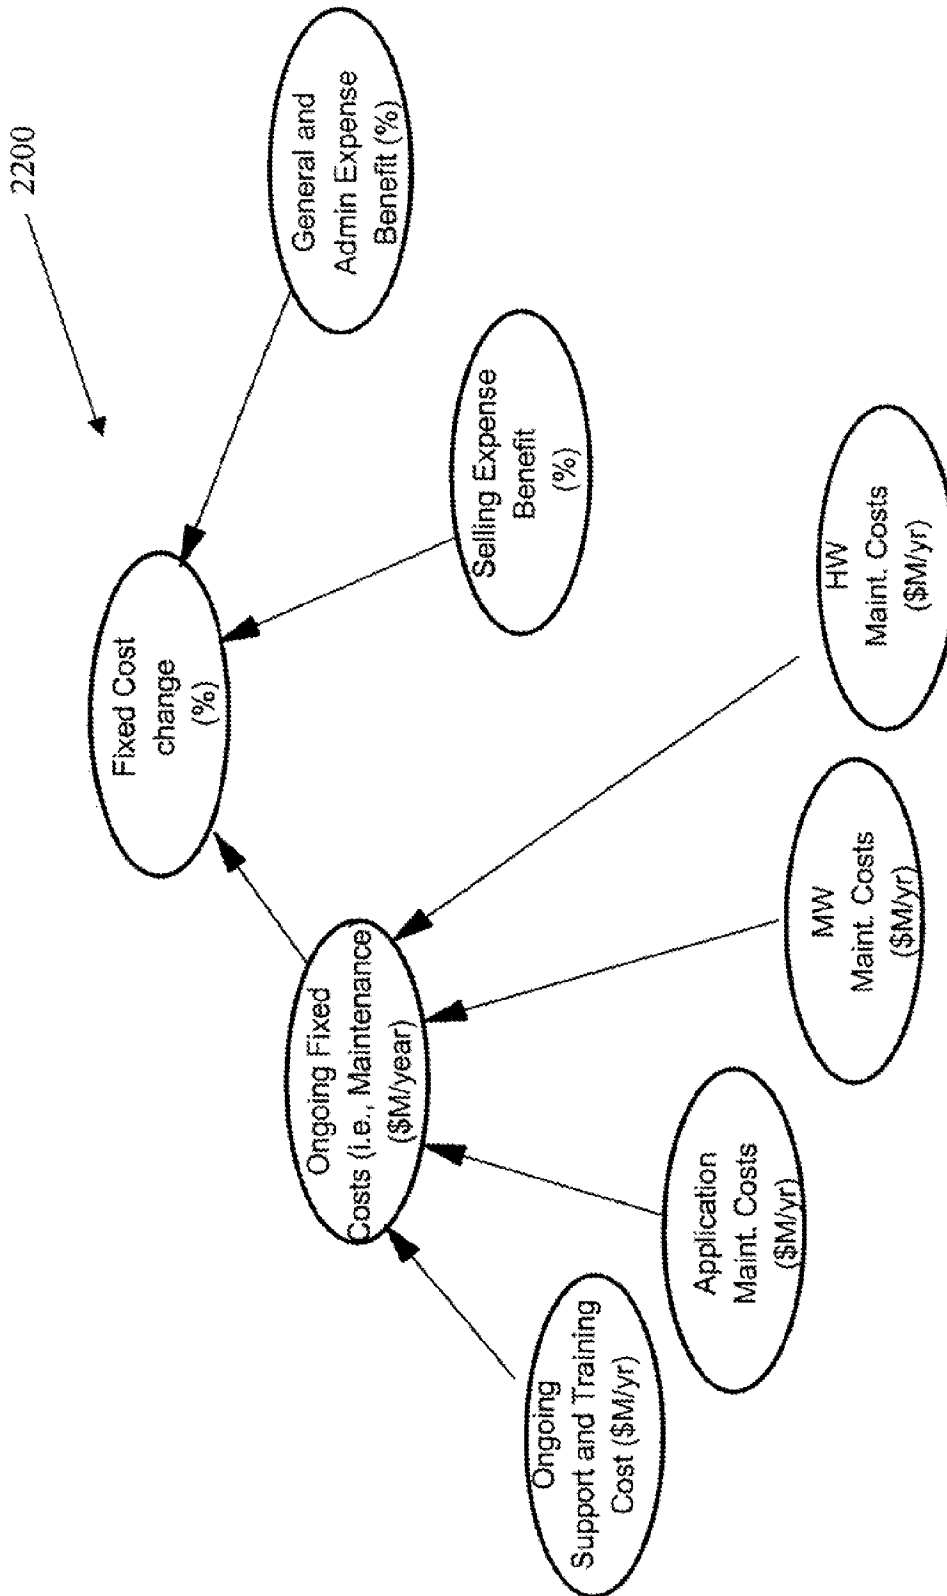 2200
Fixed Cost
change
(%)
General and
Admin Expense
Benefit (%)
Selling Expense
Benefit
(%)
Ongoing Fixed
Costs (i.e., Maintenance
($M/year)
Ongoing
Support and Training
Cost ($M/yr)
Application
Maint. Costs
($M/yr)
MW
Maint. Costs
($M/yr)
HW
Maint. Costs
($M/yr)